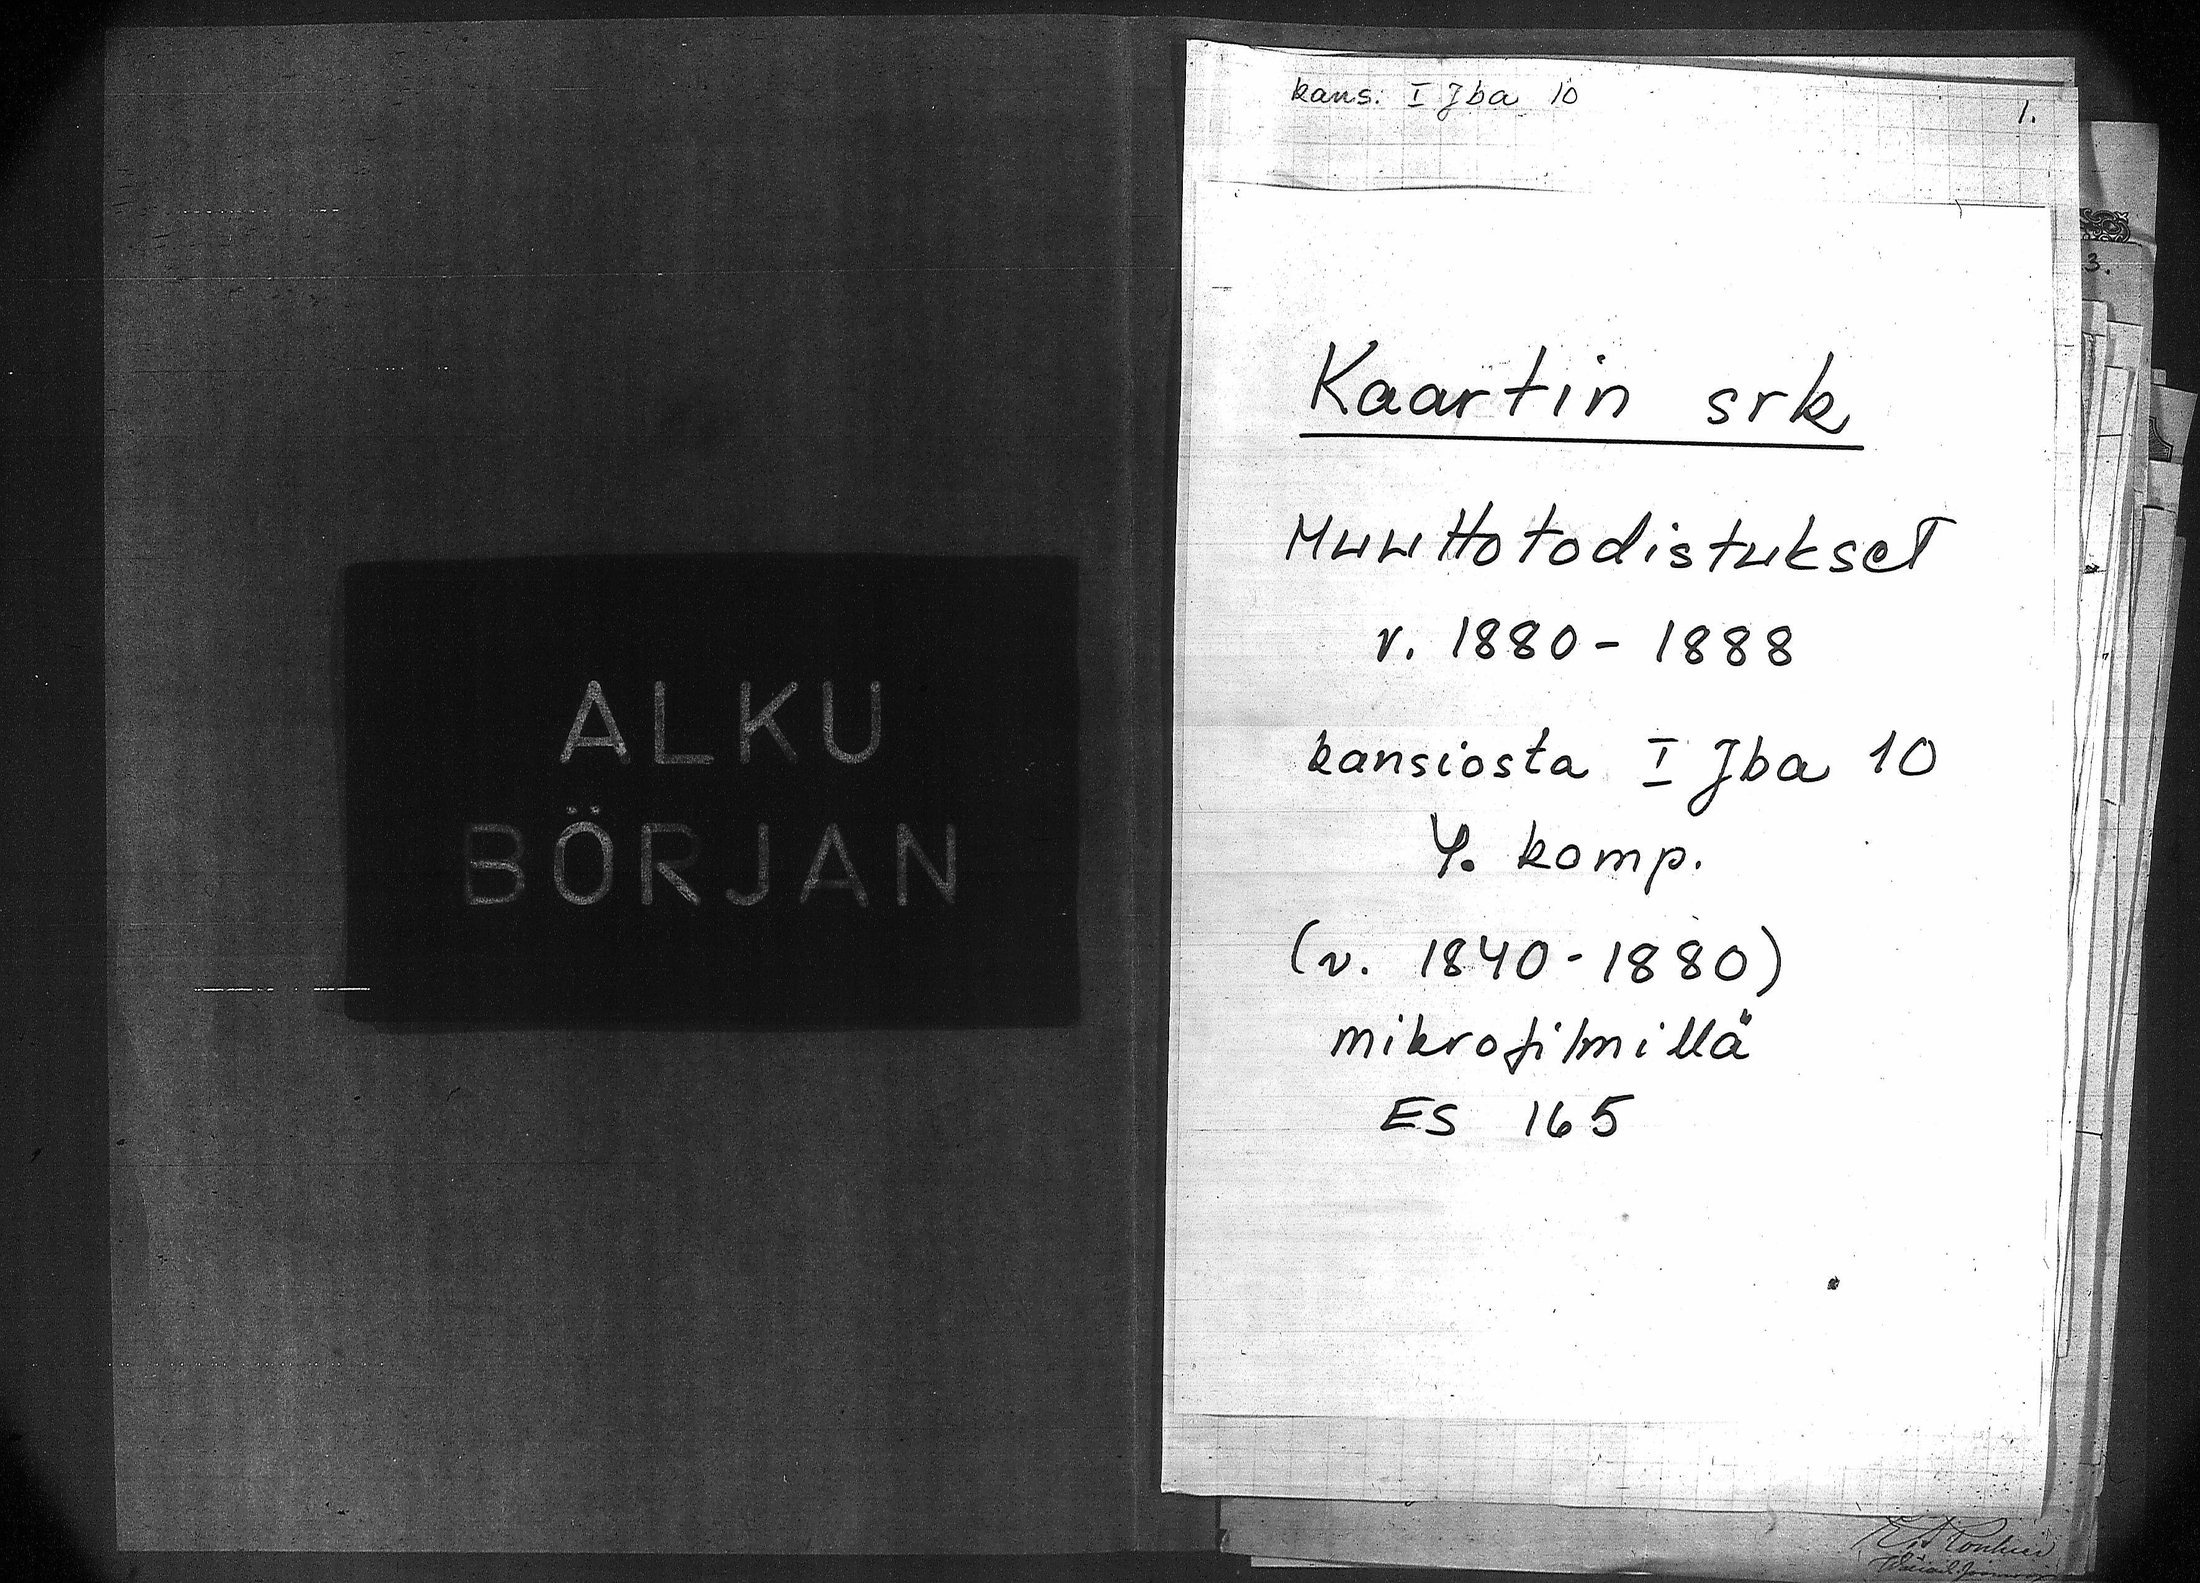 ALKU
BÖRJAN
kans. I Jba 10
1.
3.
Kaartin srk
Muuttotodistukset
v. 1880-1888
kansiosta I Jba 10
4. komp.
(v. 1840-1880)
mikrofilmillä
ES 165